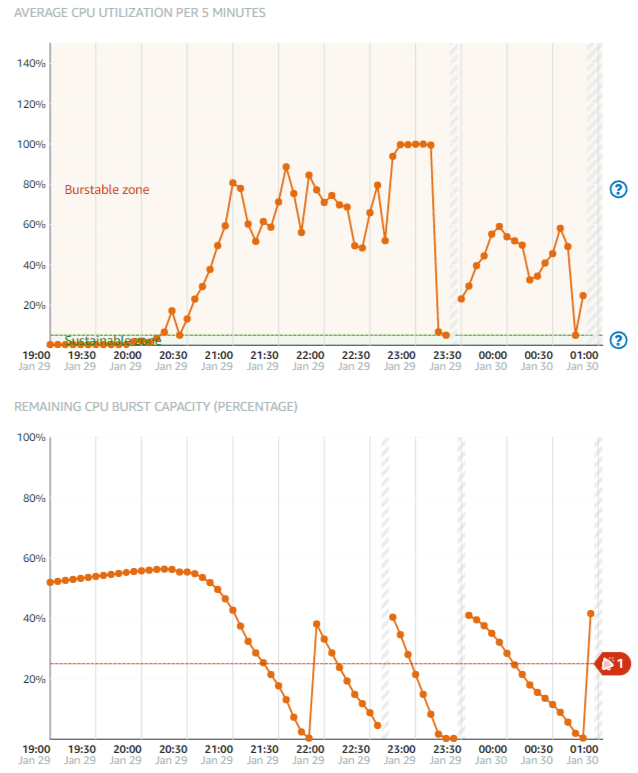 AVERAGE CPU UTILIZATION PER 5 MINUTES
140%
120%
100%
80%
60%
40%
20%
Burstable zone
Sustainable zone
?
?
19:00 19:30 20:00 20:30 21:00 21:30 22:00 22:30 23:00 23:30 00:00 00:30 01:00
Jan 29 Jan 29 Jan 29 Jan 29 Jan 29 Jan 29 Jan 29 Jan 29 Jan 29 Jan 29 Jan 30 Jan 30 Jan 30
REMAINING CPU BURST CAPACITY (PERCENTAGE)
100%
80%
60%
40%
20%
1
19:00 19:30 20:00 20:30 21:00 21:30 22:00 22:30 23:00 23:30 00:00 00:30 01:00
Jan 29 Jan 29 Jan 29 Jan 29 Jan 29 Jan 29 Jan 29 Jan 29 Jan 29 Jan 29 Jan 30 Jan 30 Jan 30